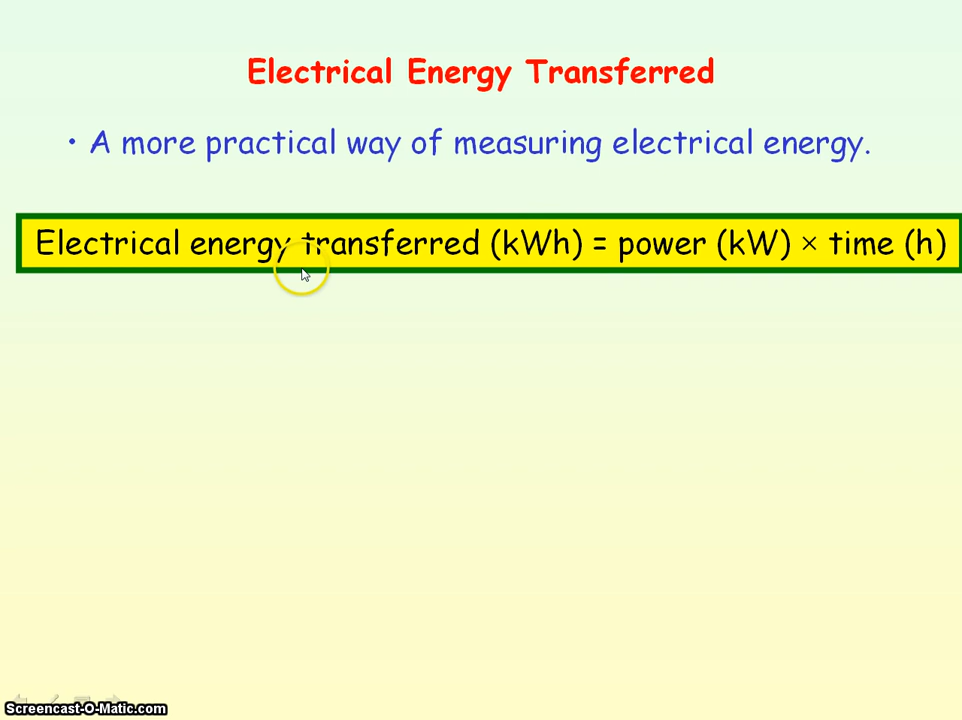 Electrical Energy Transferred
• A more practical way of measuring electrical energy.
Electrical energy transferred (kWh) = power (kW) × time (h)
Screencast-O-Matic.com